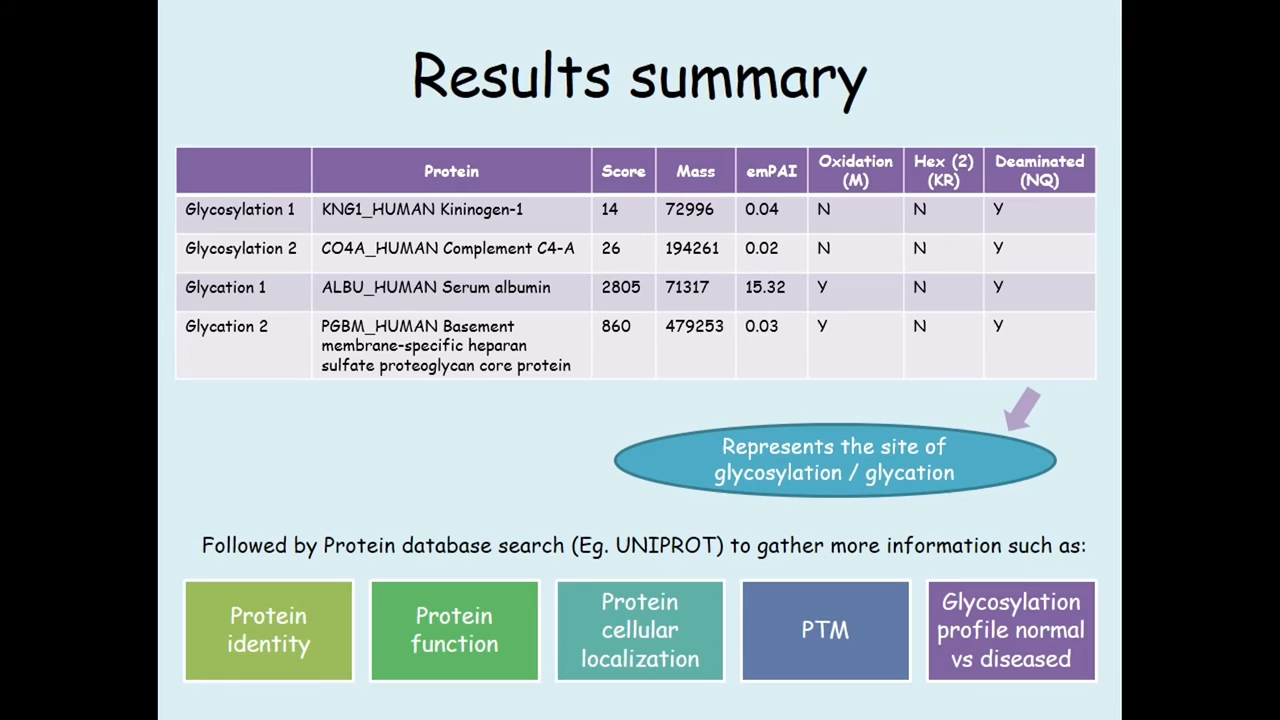 Results summary
Protein Score Mass emPAI Oxidation (M) Hex (2) (KR) Deaminated (NQ)
Glycosylation 1 KNG1_HUMAN Kininogen-1 14 72996 0.04 N N Y
Glycosylation 2 CO4A_HUMAN Complement C4-A 26 194261 0.02 N N Y
Glycation 1 ALBU_HUMAN Serum albumin 2805 71317 15.32 Y N Y
Glycation 2 PGBM_HUMAN Basement 860 479253 0.03 Y N Y
membrane-specific heparan
sulfate proteoglycan core protein
Represents the site of
glycosylation / glycation
Followed by Protein database search (Eg. UNIPROT) to gather more information such as:
Protein
identity
Protein
function
Protein
cellular
localization
PTM
Glycosylation
profile normal
vs diseased